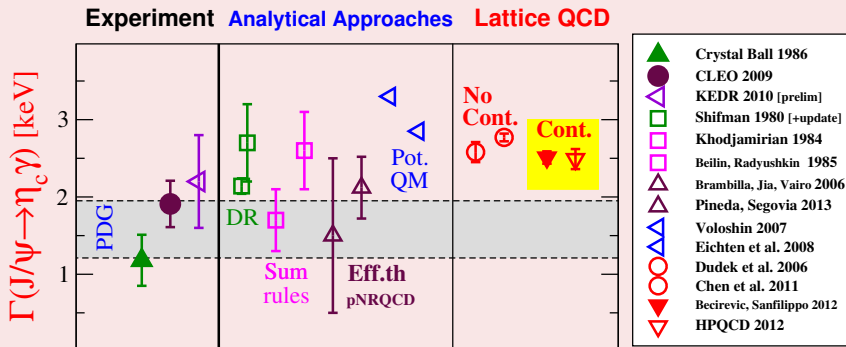 Experiment Analytical Approaches Lattice QCD
Γ(J/ψ→η_c γ) [keV]
3
2
1
PDG
DR
Sum
rules
Eff.th
pNRQCD
Pot.
QM
No
Cont.
Cont.
Crystal Ball 1986
CLEO 2009
KEDR 2010 [prelim]
Shifman 1980 [+update]
Khodjamirian 1984
Beilin, Radyushkin 1985
Brambilla, Jia, Vairo 2006
Pineda, Segovia 2013
Voloshin 2007
Eichten et al. 2008
Dudek et al. 2006
Chen et al. 2011
Becirevic, Sanfilippo 2012
HPQCD 2012